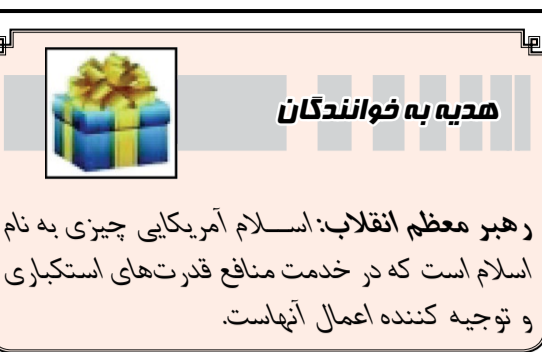 هدیه به خوانندگان
رهبر معظم انقلاب: اســلام آمریکایی چیزی به نام
اسلام است که در خدمت منافع قدرت‌های استکباری
و توجیه کننده اعمال آنهاست.